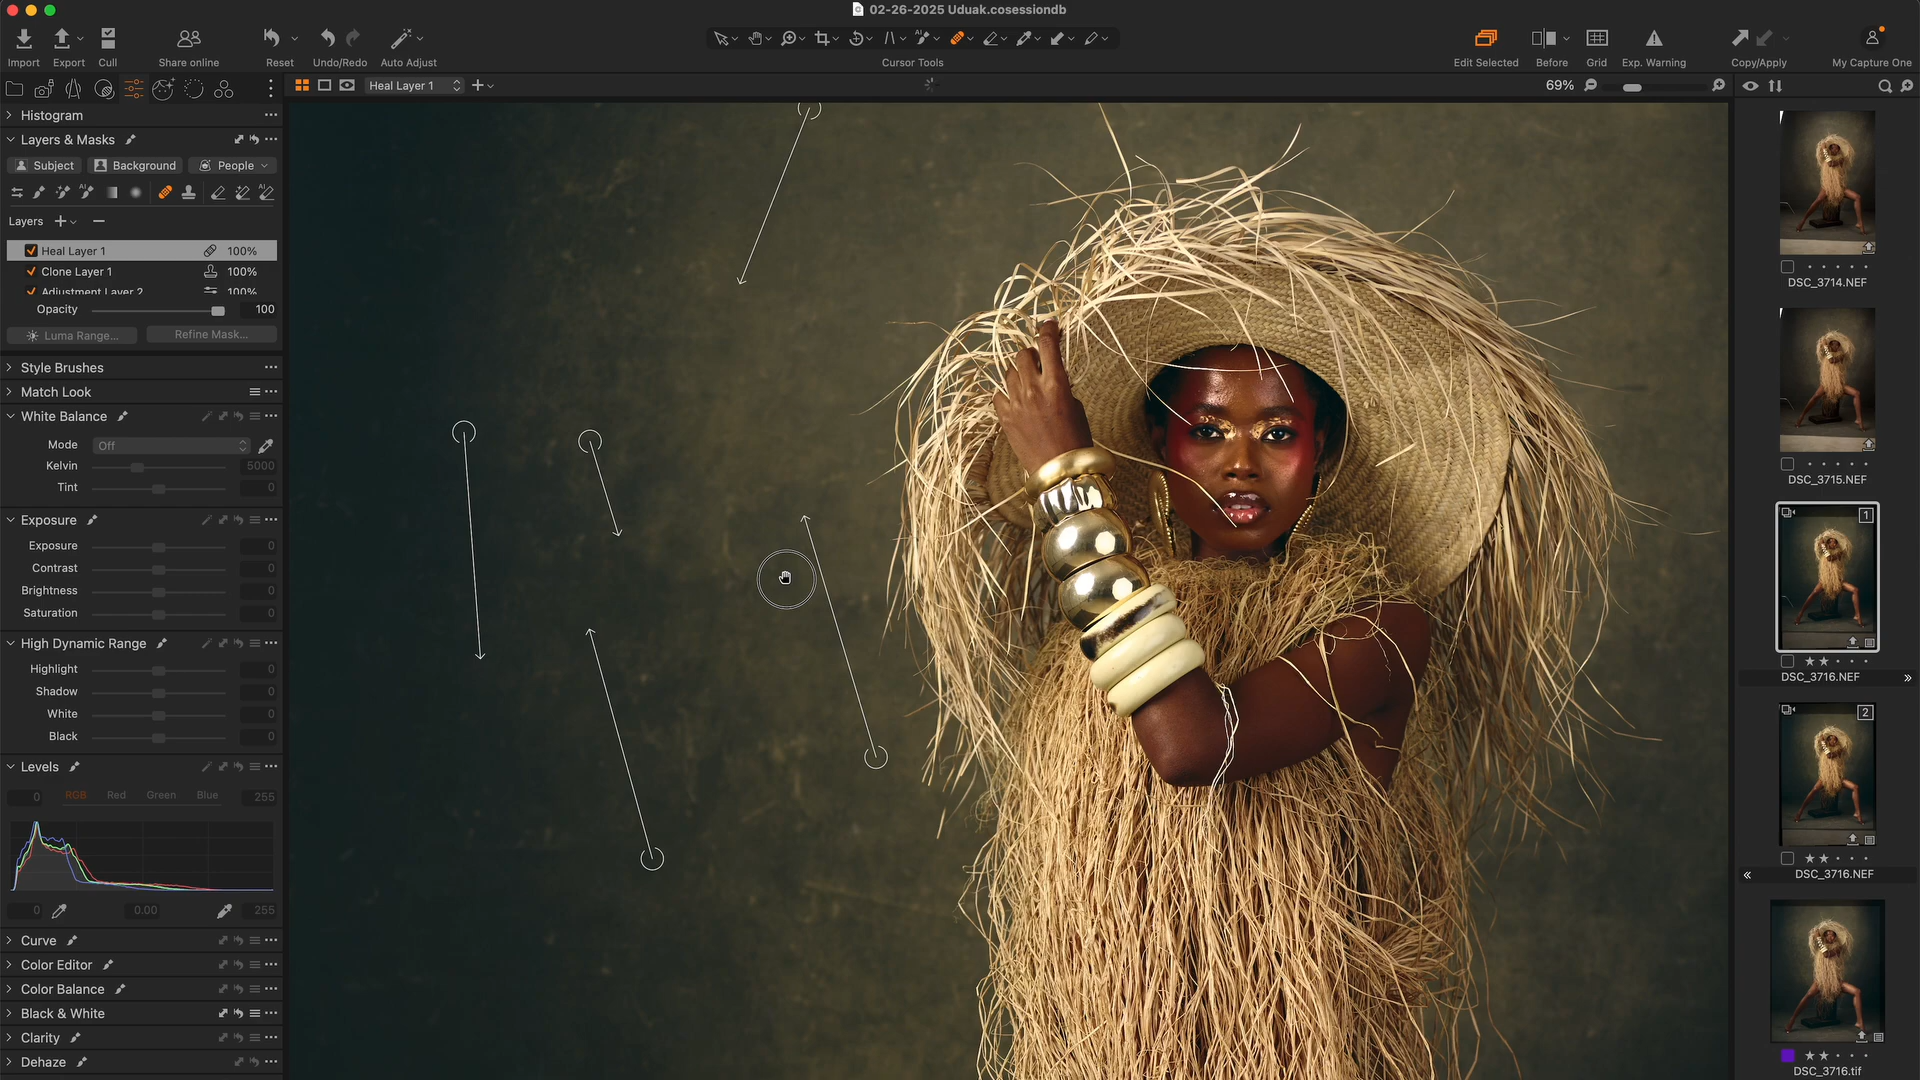 02-26-2025 Uduak.cosessiondb
Import
Export
Cull
Share online
Reset
Undo/Redo
Auto Adjust
Cursor Tools
Edit Selected
Before
Grid
Exp. Warning
Copy/Apply
My Capture One
Heal Layer 1
69%
Histogram
Layers & Masks
Subject
Background
People
Layers
Heal Layer 1 100%
Clone Layer 1 100%
Adjustment Layer 2 100%
Opacity 100
Luma Range...
Refine Mask...
Style Brushes
Match Look
White Balance
Mode Off
Kelvin 5000
Tint 0
Exposure
Exposure 0
Contrast 0
Brightness 0
Saturation 0
High Dynamic Range
Highlight 0
Shadow 0
White 0
Black 0
Levels
0 RGB Red Green Blue 255
0 0.00 255
Curve
Color Editor
Color Balance
Black & White
Clarity
Dehaze
DSC_3714.NEF
DSC_3715.NEF
1
DSC_3716.NEF
2
DSC_3716.NEF
DSC_3716.tif